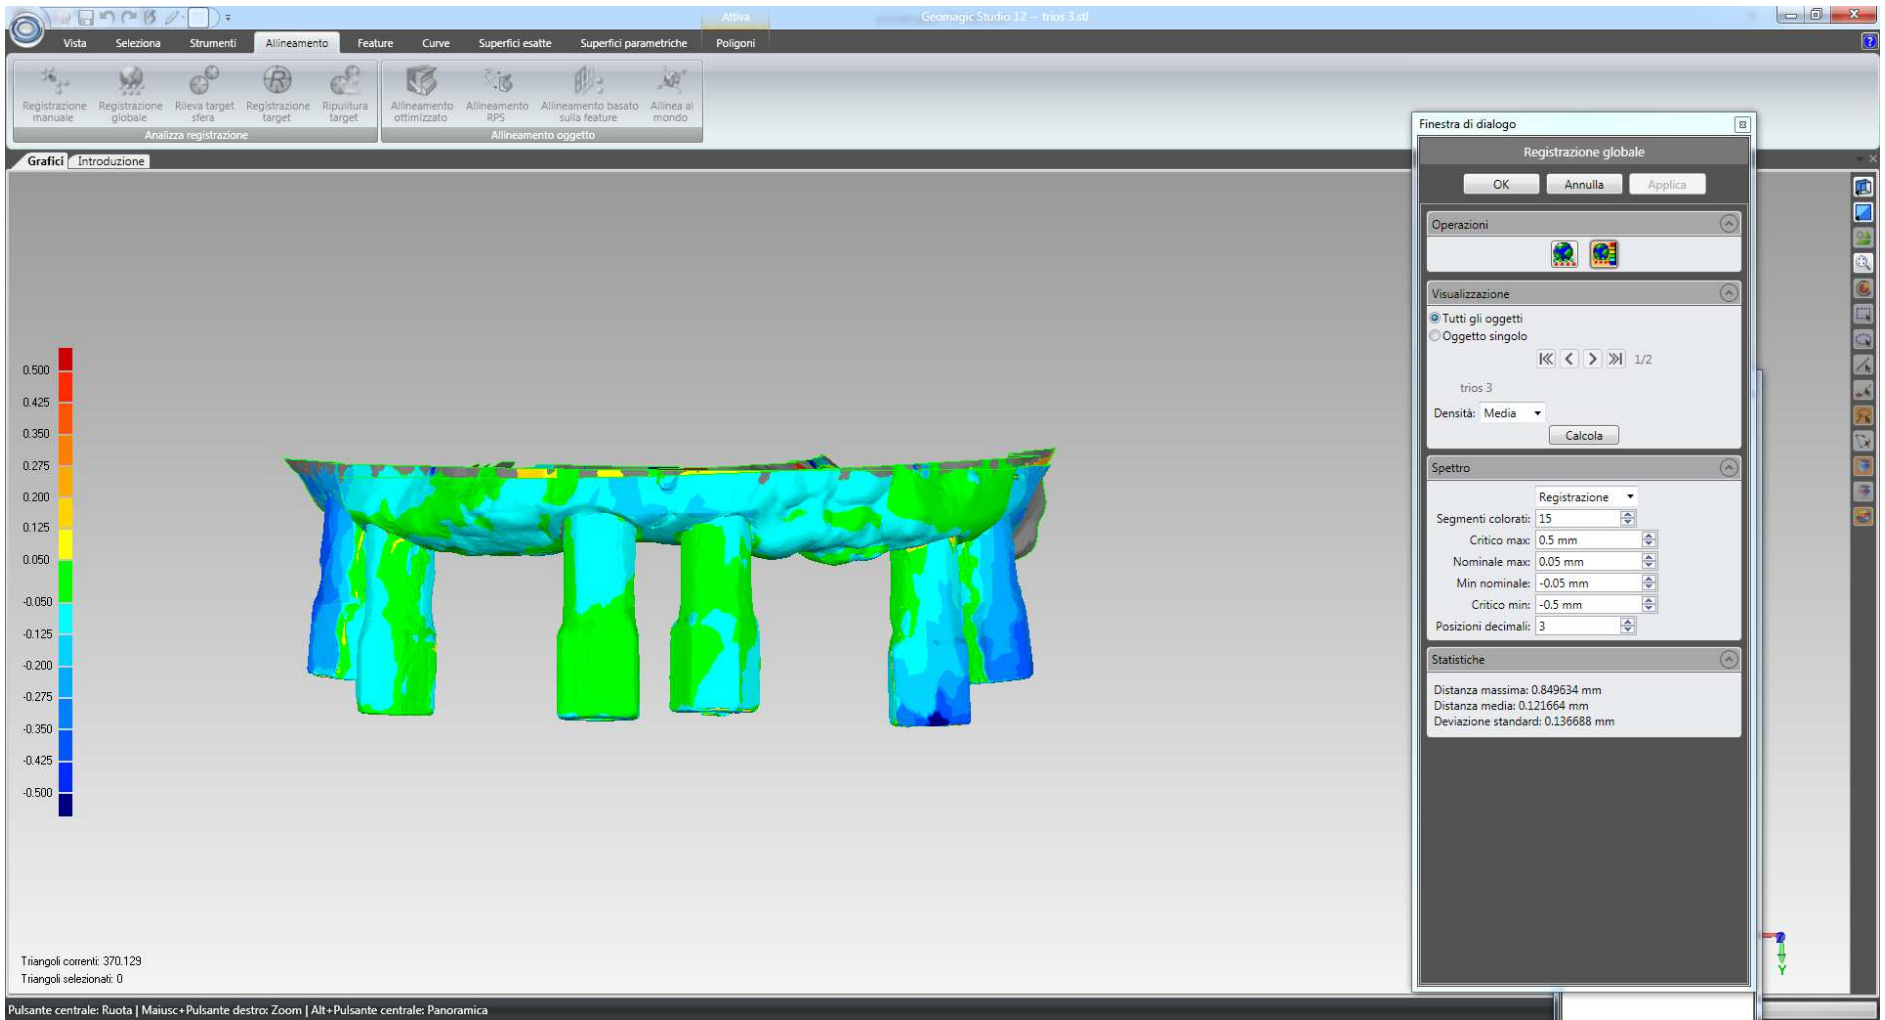 Attiva
Geomagic Studio 12 -- trios 3.stl
Vista Seleziona Strumenti Allineamento Feature Curve Superfici esatte Superfici parametriche Poligoni
Registrazione manuale
Registrazione globale
Rileva target sfera
Registrazione target
Ripulitura target
Allineamento ottimizzato
Allineamento RPS
Allineamento basato sulla feature
Allinea al mondo
Analizza registrazione
Allineamento oggetto
Grafici Introduzione
0.500
0.425
0.350
0.275
0.200
0.125
0.050
-0.050
-0.125
-0.200
-0.275
-0.350
-0.425
-0.500
Triangoli correnti: 370.129
Triangoli selezionati: 0
Finestra di dialogo
Registrazione globale
OK Annulla Applica
Operazioni
Visualizzazione
Tutti gli oggetti
Oggetto singolo
1/2
trios 3
Densità: Media
Calcola
Spettro
Registrazione
Segmenti colorati: 15
Critico max: 0.5 mm
Nominale max: 0.05 mm
Min nominale: -0.05 mm
Critico min: -0.5 mm
Posizioni decimali: 3
Statistiche
Distanza massima: 0.849634 mm
Distanza media: 0.121664 mm
Deviazione standard: 0.136688 mm
Y
Pulsante centrale: Ruota | Maiusc+Pulsante destro: Zoom | Alt+Pulsante centrale: Panoramica